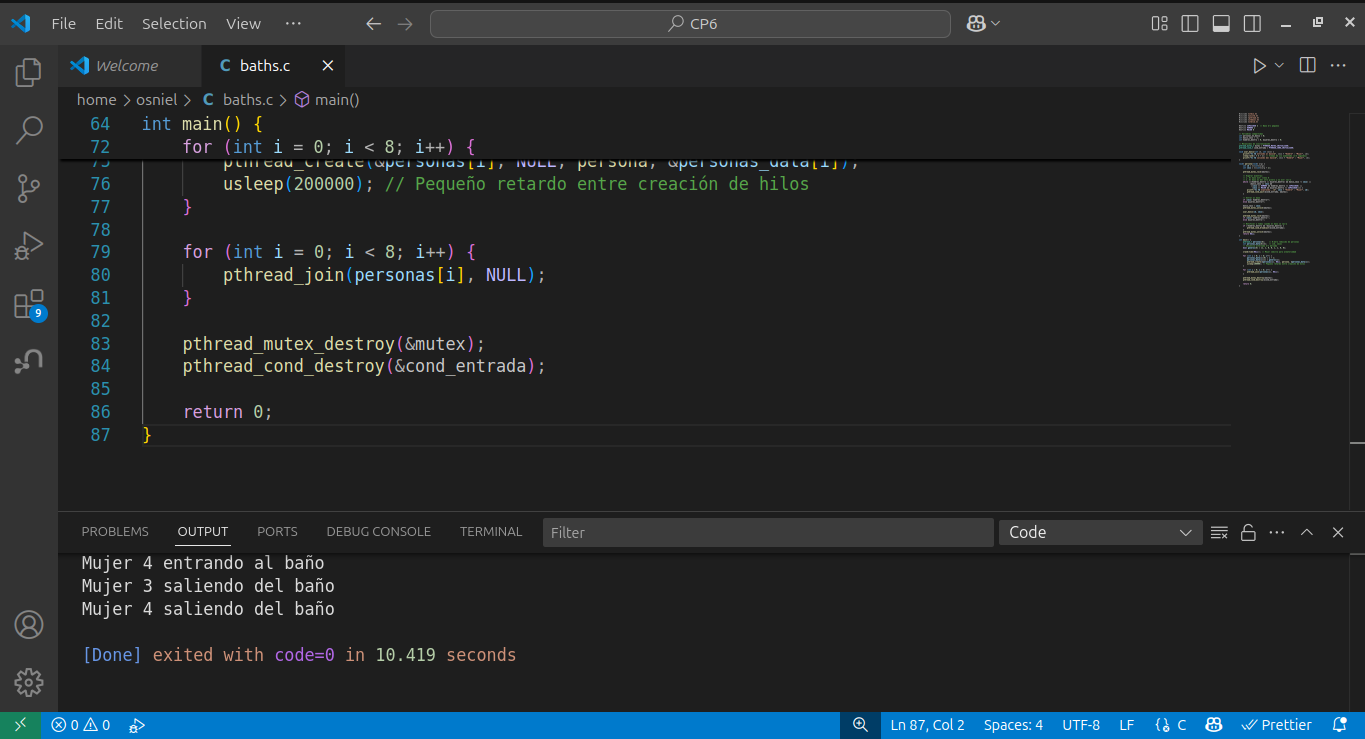 File Edit Selection View ··· CP6
Welcome
C baths.c
home > osniel > C baths.c > main()
64 int main() {
72 for (int i = 0; i < 8; i++) {
75 pthread_create(&personas[i], NULL, persona, &personas_data[i]);
76 usleep(200000); // Pequeño retardo entre creación de hilos
77 }
78
79 for (int i = 0; i < 8; i++) {
80 pthread_join(personas[i], NULL);
81 }
82
83 pthread_mutex_destroy(&mutex);
84 pthread_cond_destroy(&cond_entrada);
85
86 return 0;
87 }
PROBLEMS OUTPUT PORTS DEBUG CONSOLE TERMINAL Filter Code
Mujer 4 entrando al baño
Mujer 3 saliendo del baño
Mujer 4 saliendo del baño
[Done] exited with code=0 in 10.419 seconds
9
0 0 Ln 87, Col 2 Spaces: 4 UTF-8 LF {} C Prettier